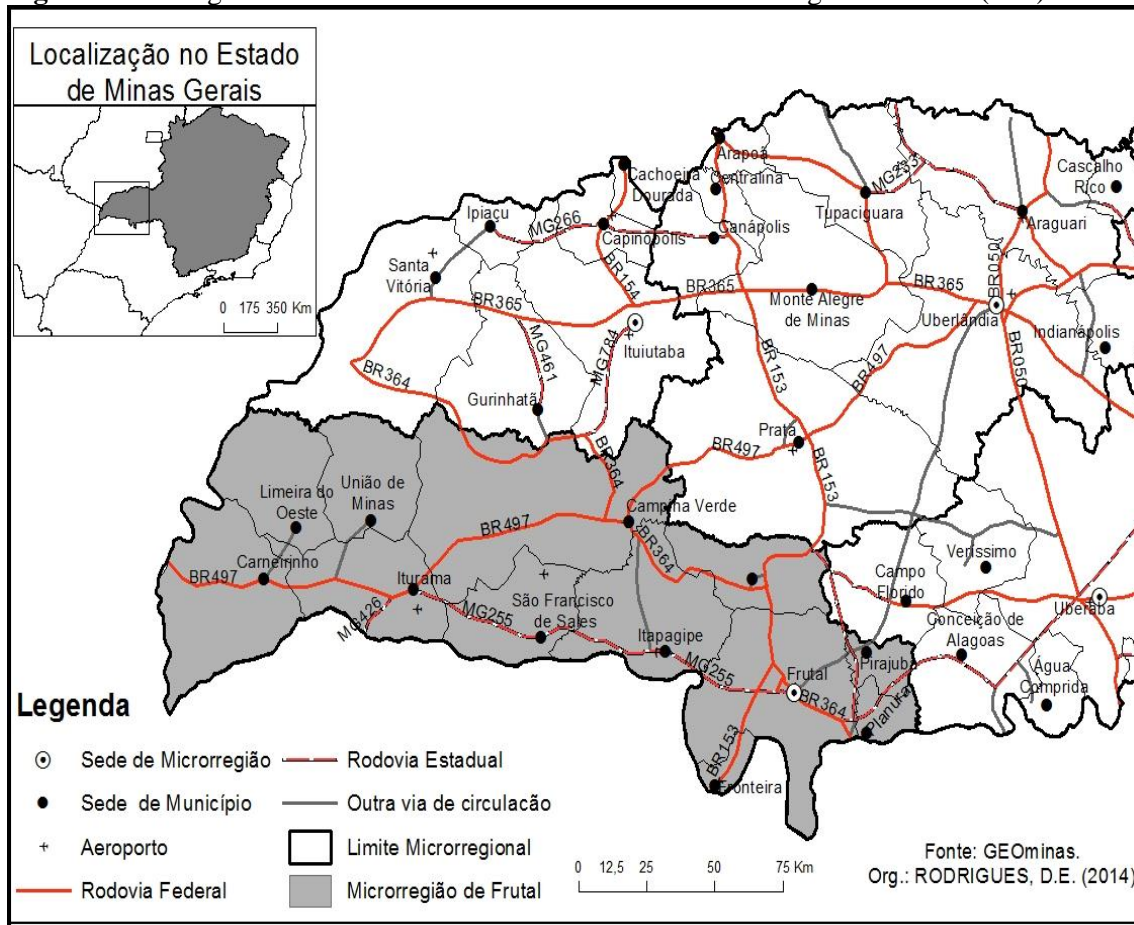 Localização no Estado
de Minas Gerais
0 175 350 Km
Arapoã
Centralina
Cachoeira
Dourada
Ipiaçu
MG266
Capinópolis
Canápolis
MG233
Tupaciguara
Cascalho
Rico
Araguari
Santa
Vitória
BR154
BR365
BR365
Monte Alegre
de Minas
BR365
BR050
Uberlândia
Indianópolis
Ituiutaba
MG461
MG784
BR153
BR497
BR050
BR364
Gurinhatã
Prata
BR497
BR153
BR364
Limeira do
Oeste
União de
Minas
BR497
Campina Verde
BR364
Veríssimo
BR497
Carneirinho
Iturama
Campo
Florido
Uberaba
MG426
MG255
São Francisco
de Sales
Itapagipe
MG255
Conceição de
Alagoas
Pirajuba
Frutal
BR364
Planura
Água
Comprida
BR153
Fronteira
Legenda
Sede de Microrregião
Rodovia Estadual
Sede de Município
Outra via de circulacão
Aeroporto
Limite Microrregional
Rodovia Federal
Microrregião de Frutal
0 12,5 25 50 75 Km
Fonte: GEOminas.
Org.: RODRIGUES, D.E. (2014)